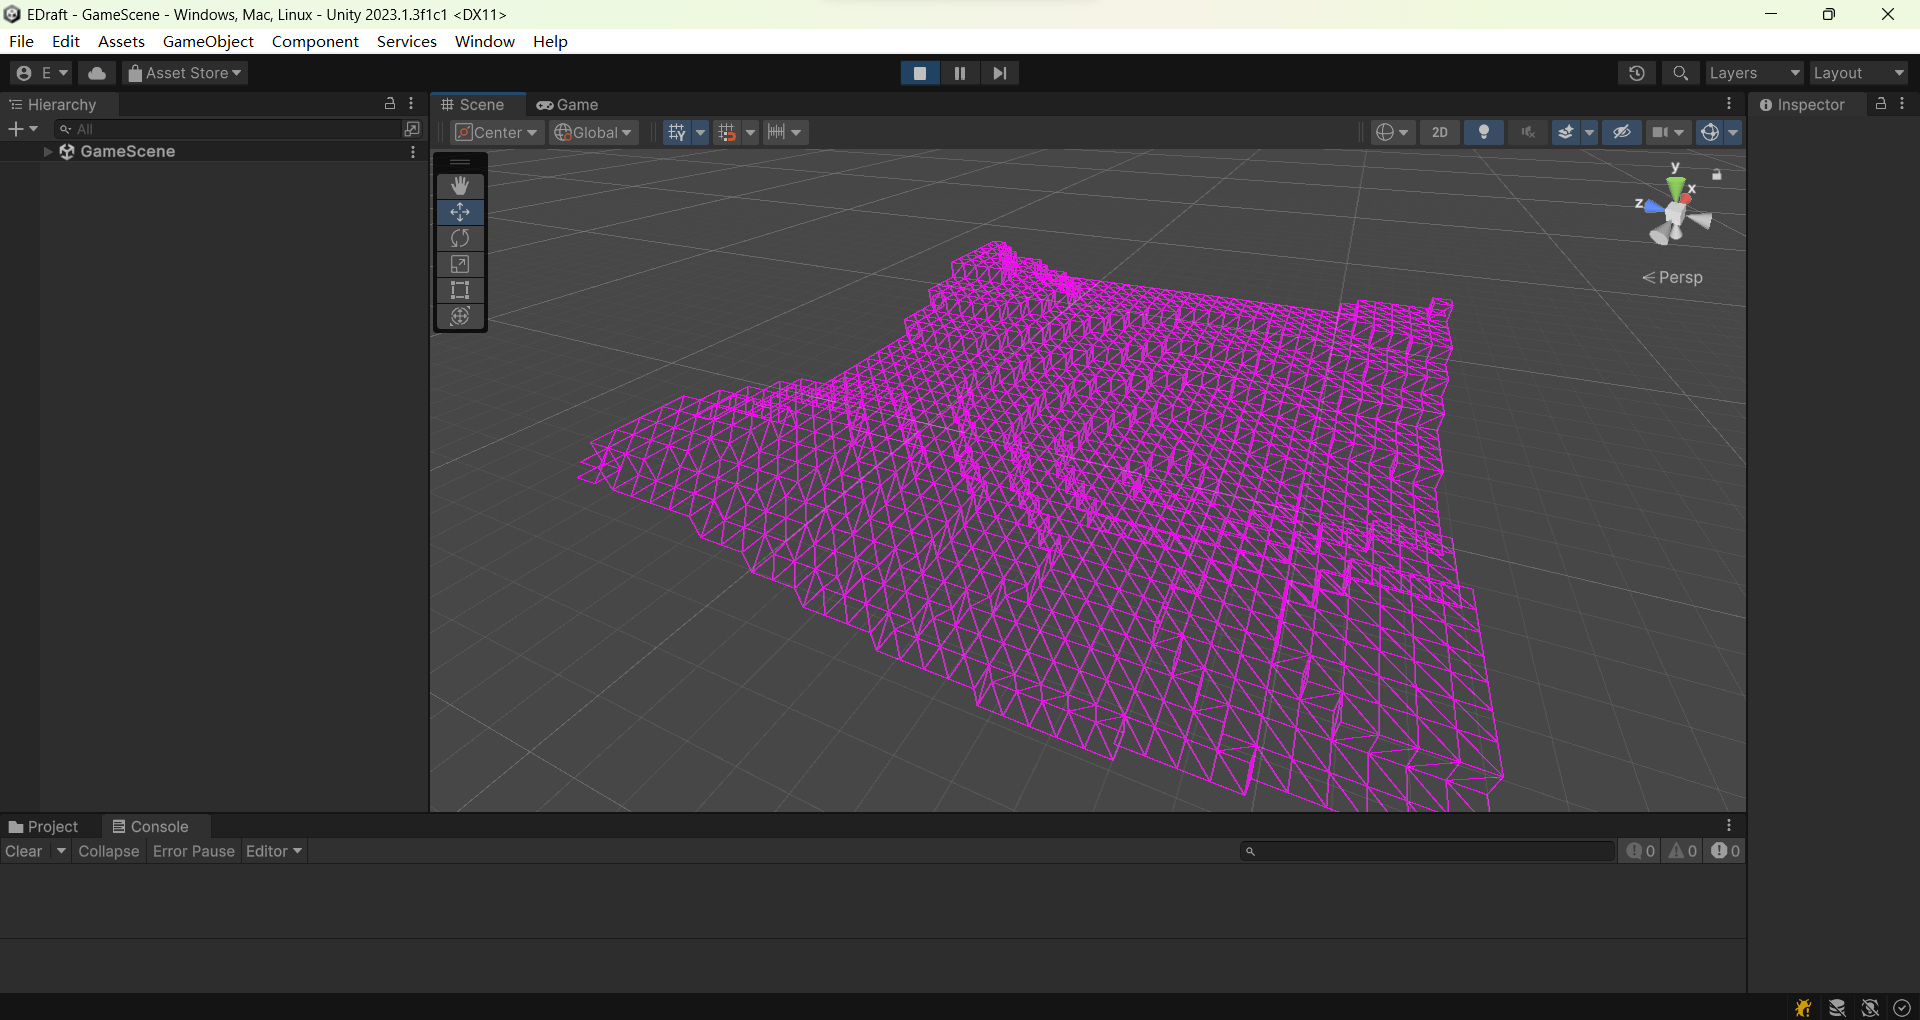 EDraft - GameScene - Windows, Mac, Linux - Unity 2023.1.3f1c1 <DX11>
File Edit Assets GameObject Component Services Window Help
E Asset Store Layers Layout
Hierarchy Scene Game Inspector
All Center Global 2D
GameScene
y
x
z
Persp
Project Console
Clear Collapse Error Pause Editor 0 0 0